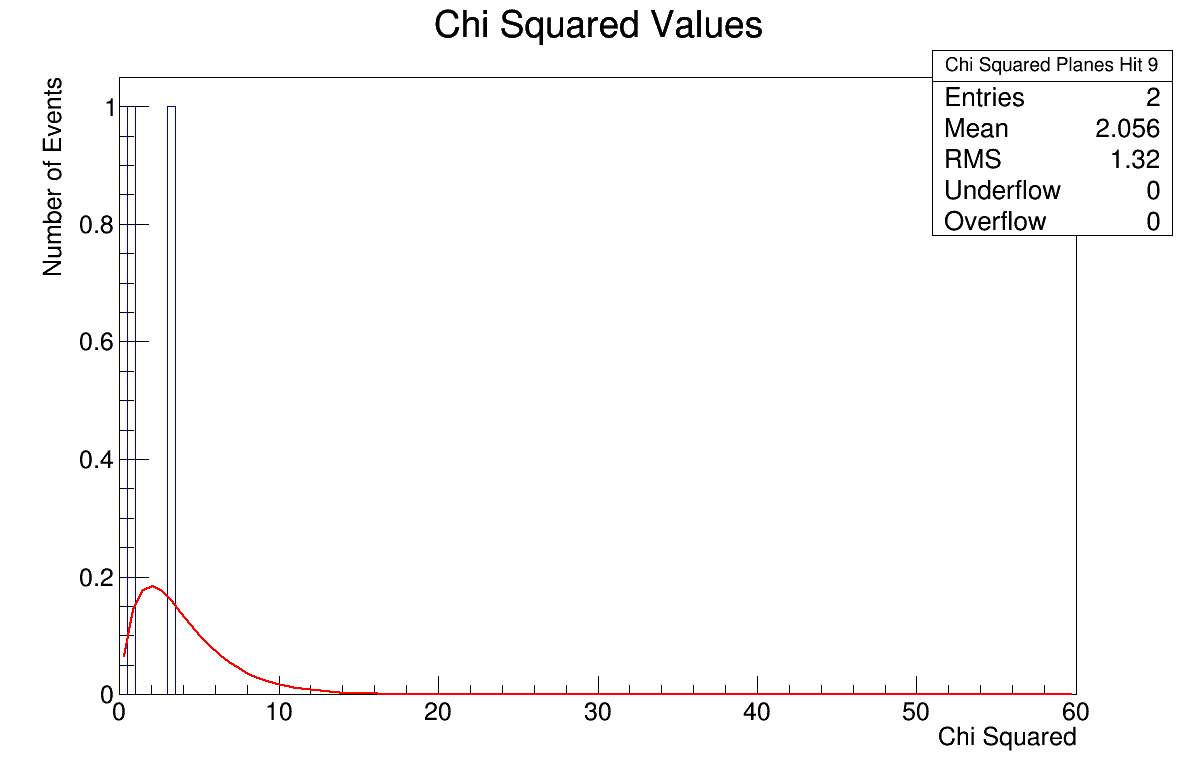 Chi Squared Values
Chi Squared Planes Hit 9
Entries 2
Mean 2.056
RMS 1.32
Underflow 0
Overflow 0
Number of Events
1
0.8
0.6
0.4
0.2
0
0 10 20 30 40 50 60
Chi Squared